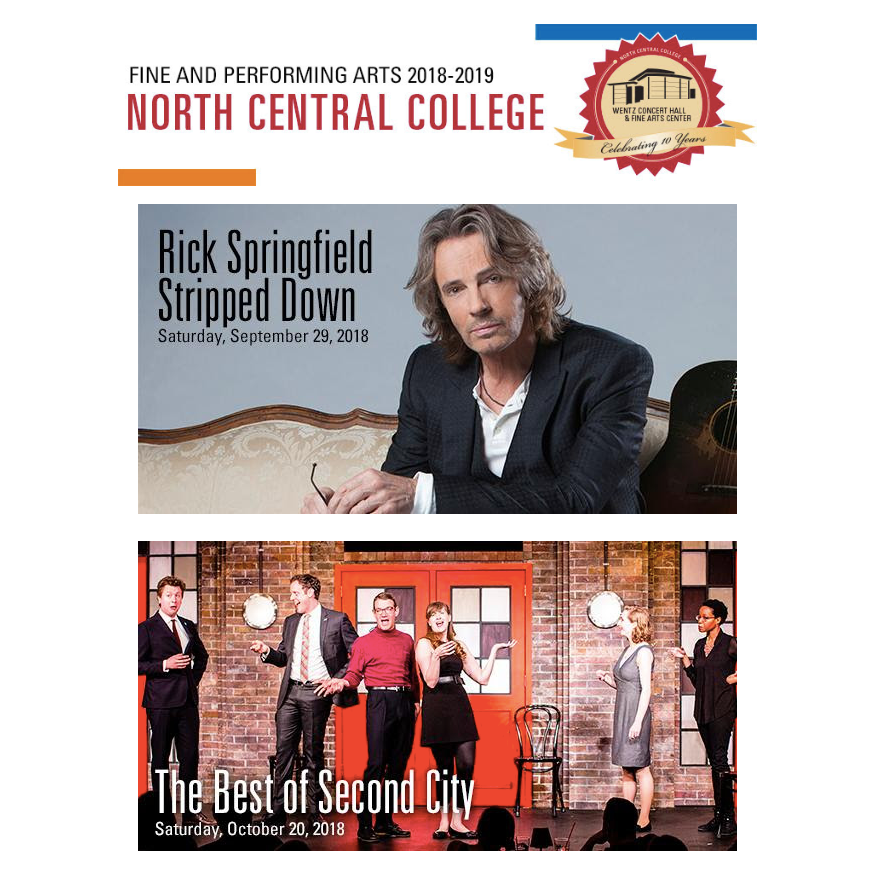 FINE AND PERFORMING ARTS 2018-2019
NORTH CENTRAL COLLEGE
NORTH CENTRAL COLLEGE
WENTZ CONCERT HALL
& FINE ARTS CENTER
Celebrating 10 Years
Rick Springfield
Stripped Down
Saturday, September 29, 2018
The Best of Second City
Saturday, October 20, 2018